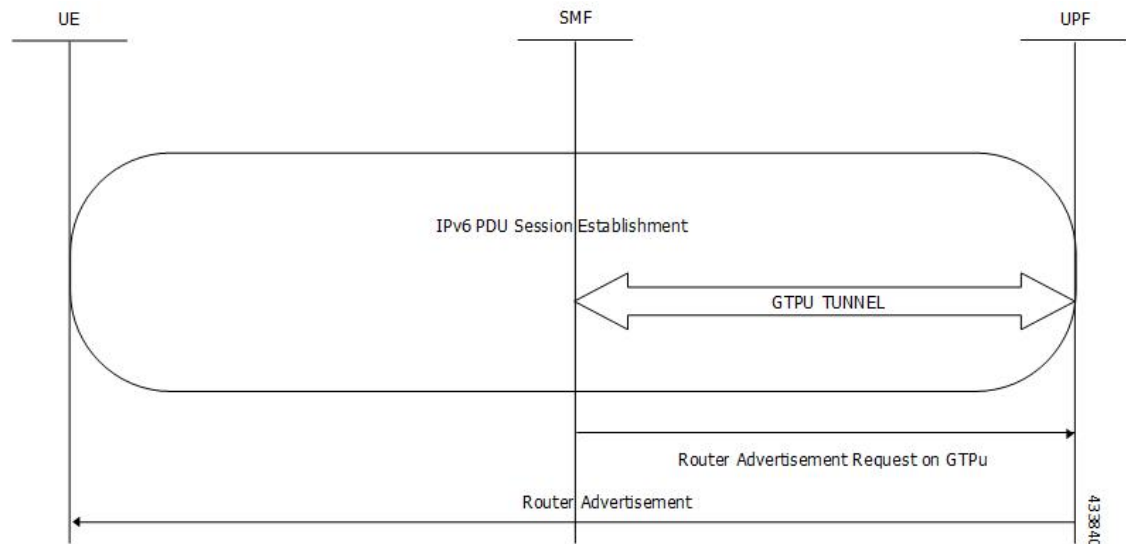 UE
SMF
UPF
IPv6 PDU Session Establishment
GTPU TUNNEL
Router Advertisement Request on GTPu
Router Advertisement
433840